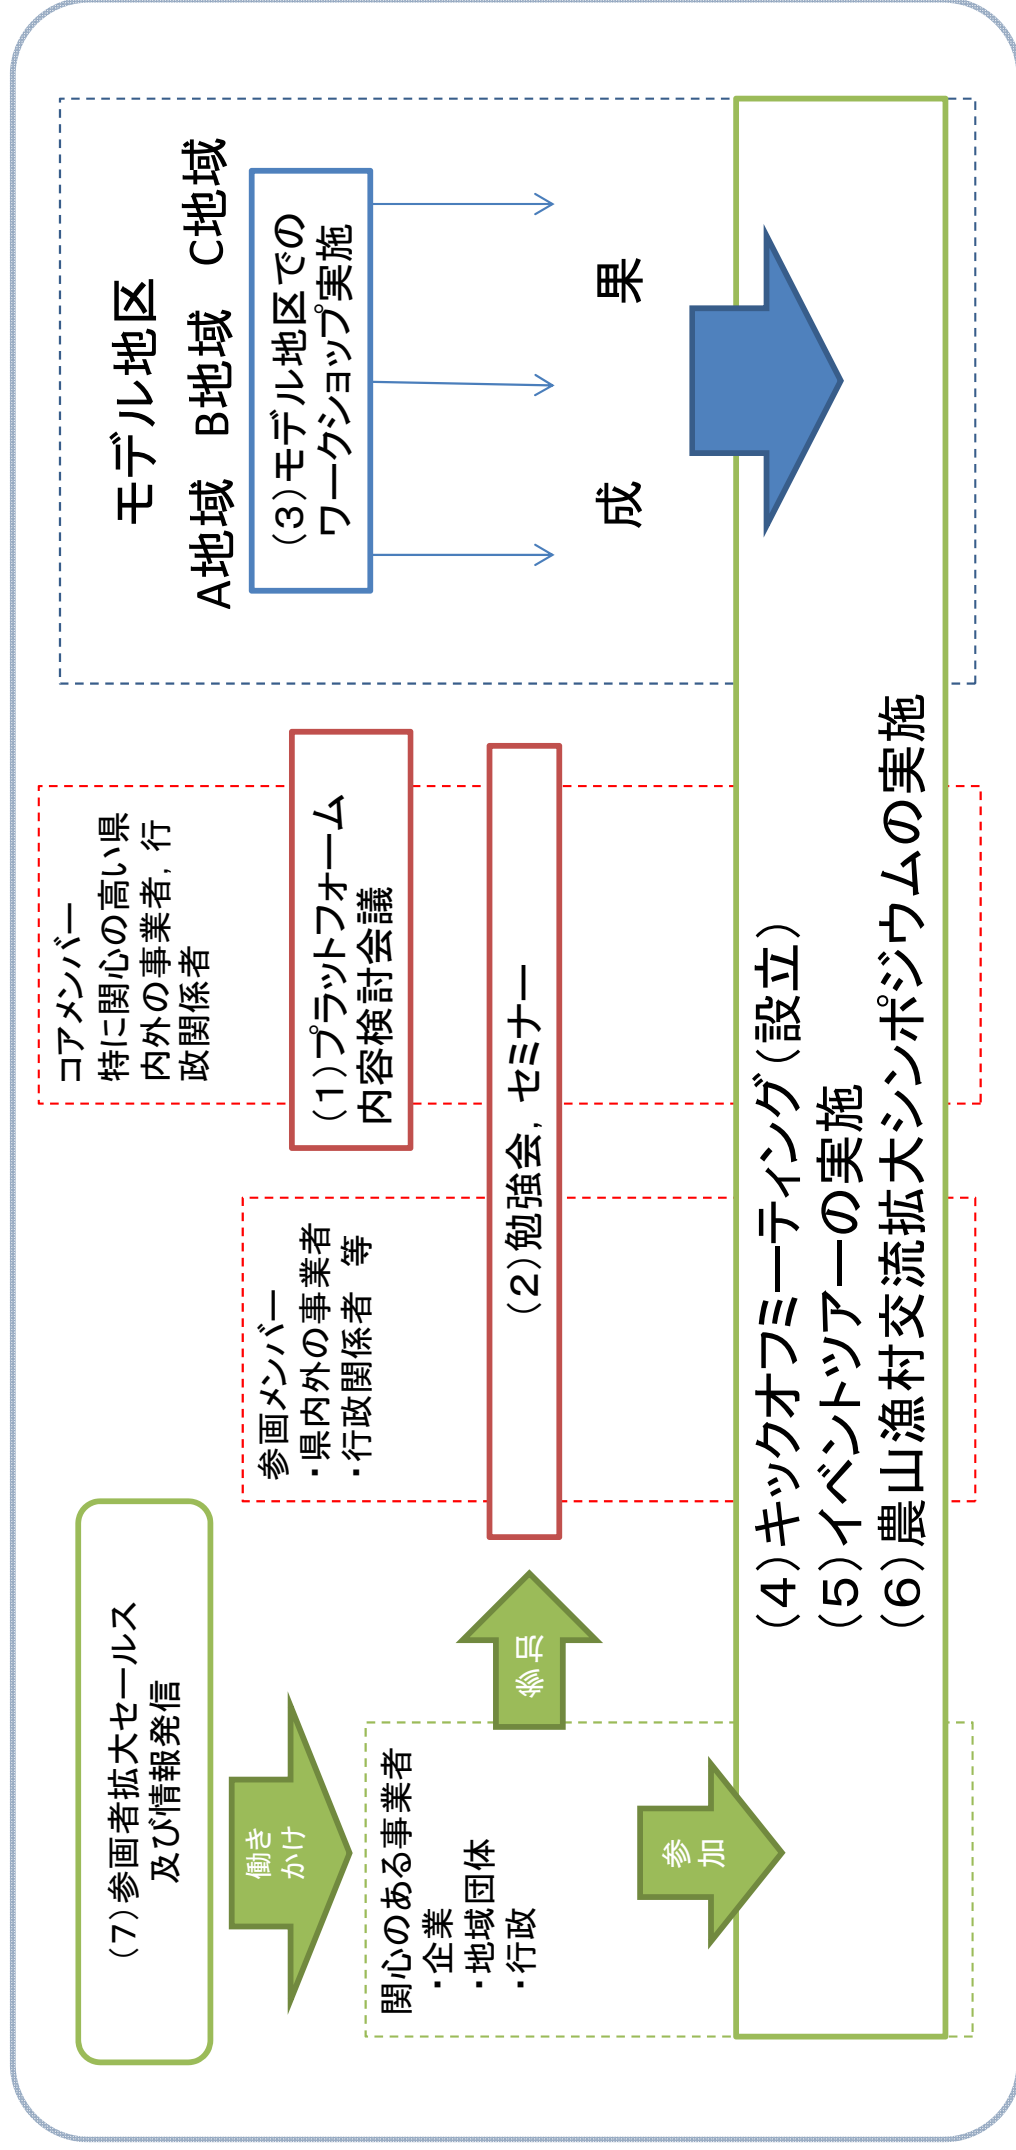 （7）参画者拡大セールス
及び情報発信
働き
かけ
関心のある事業者
・企業
・地域団体
・行政
参加
参画メンバー
・県内外の事業者
・行政関係者　等
コアメンバー
特に関心の高い県
内外の事業者，行
政関係者
（1）プラットフォーム
内容検討会議
（2）勉強会，セミナー
モデル地区
A地域　B地域　C地域
（3）モデル地区での
ワークショップ実施
成　果
（4）キックオフミーティング（設立）
（5）イベントツアーの実施
（6）農山漁村交流拡大シンポジウムの実施